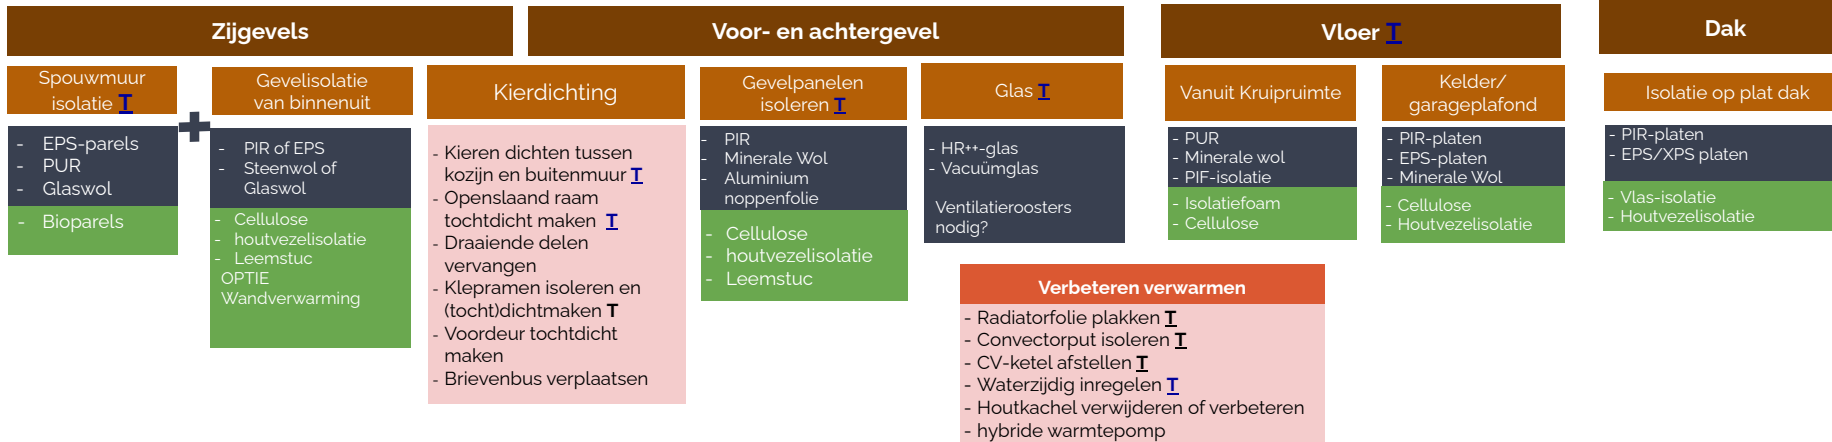 Zijgevels
Spouwmuur
isolatie T
- EPS-parels
- PUR
- Glaswol
- Bioparels
Gevelisolatie
van binnenuit
- PIR of EPS
- Steenwol of
Glaswol
- Cellulose
- houtvezelisolatie
- Leemstuc
OPTIE
Wandverwarming
Voor- en achtergevel
Kierdichting
- Kieren dichten tussen
kozijn en buitenmuur T
- Openslaand raam
tochtdicht maken T
- Draaiende delen
vervangen
- Klepramen isoleren en
(tocht)dichtmaken T
- Voordeur tochtdicht
maken
- Brievenbus verplaatsen
Gevelpanelen
isoleren T
- PIR
- Minerale Wol
- Aluminium
noppenfolie
- Cellulose
- houtvezelisolatie
- Leemstuc
Glas T
- HR++-glas
- Vacuümglas
Ventilatieroosters
nodig?
Vloer T
Vanuit Kruipruimte
- PUR
- Minerale wol
- PIF-isolatie
- Isolatiefoam
- Cellulose
Kelder/
garageplafond
- PIR-platen
- EPS-platen
- Minerale Wol
- Cellulose
- Houtvezelisolatie
Dak
Isolatie op plat dak
- PIR-platen
- EPS/XPS platen
- Vlas-isolatie
- Houtvezelisolatie
Verbeteren verwarmen
- Radiatorfolie plakken T
- Convectorput isoleren T
- CV-ketel afstellen T
- Waterzijdig inregelen T
- Houtkachel verwijderen of verbeteren
- hybride warmtepomp